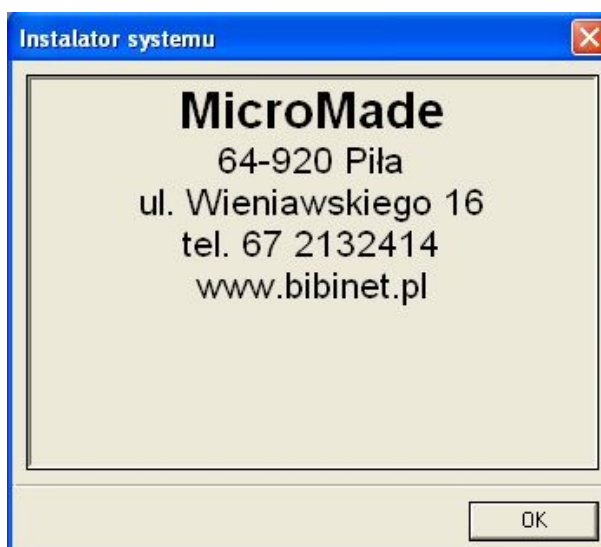 Instalator systemu
MicroMade
64-920 Piła
ul. Wieniawskiego 16
tel. 67 2132414
www.bibinet.pl
OK